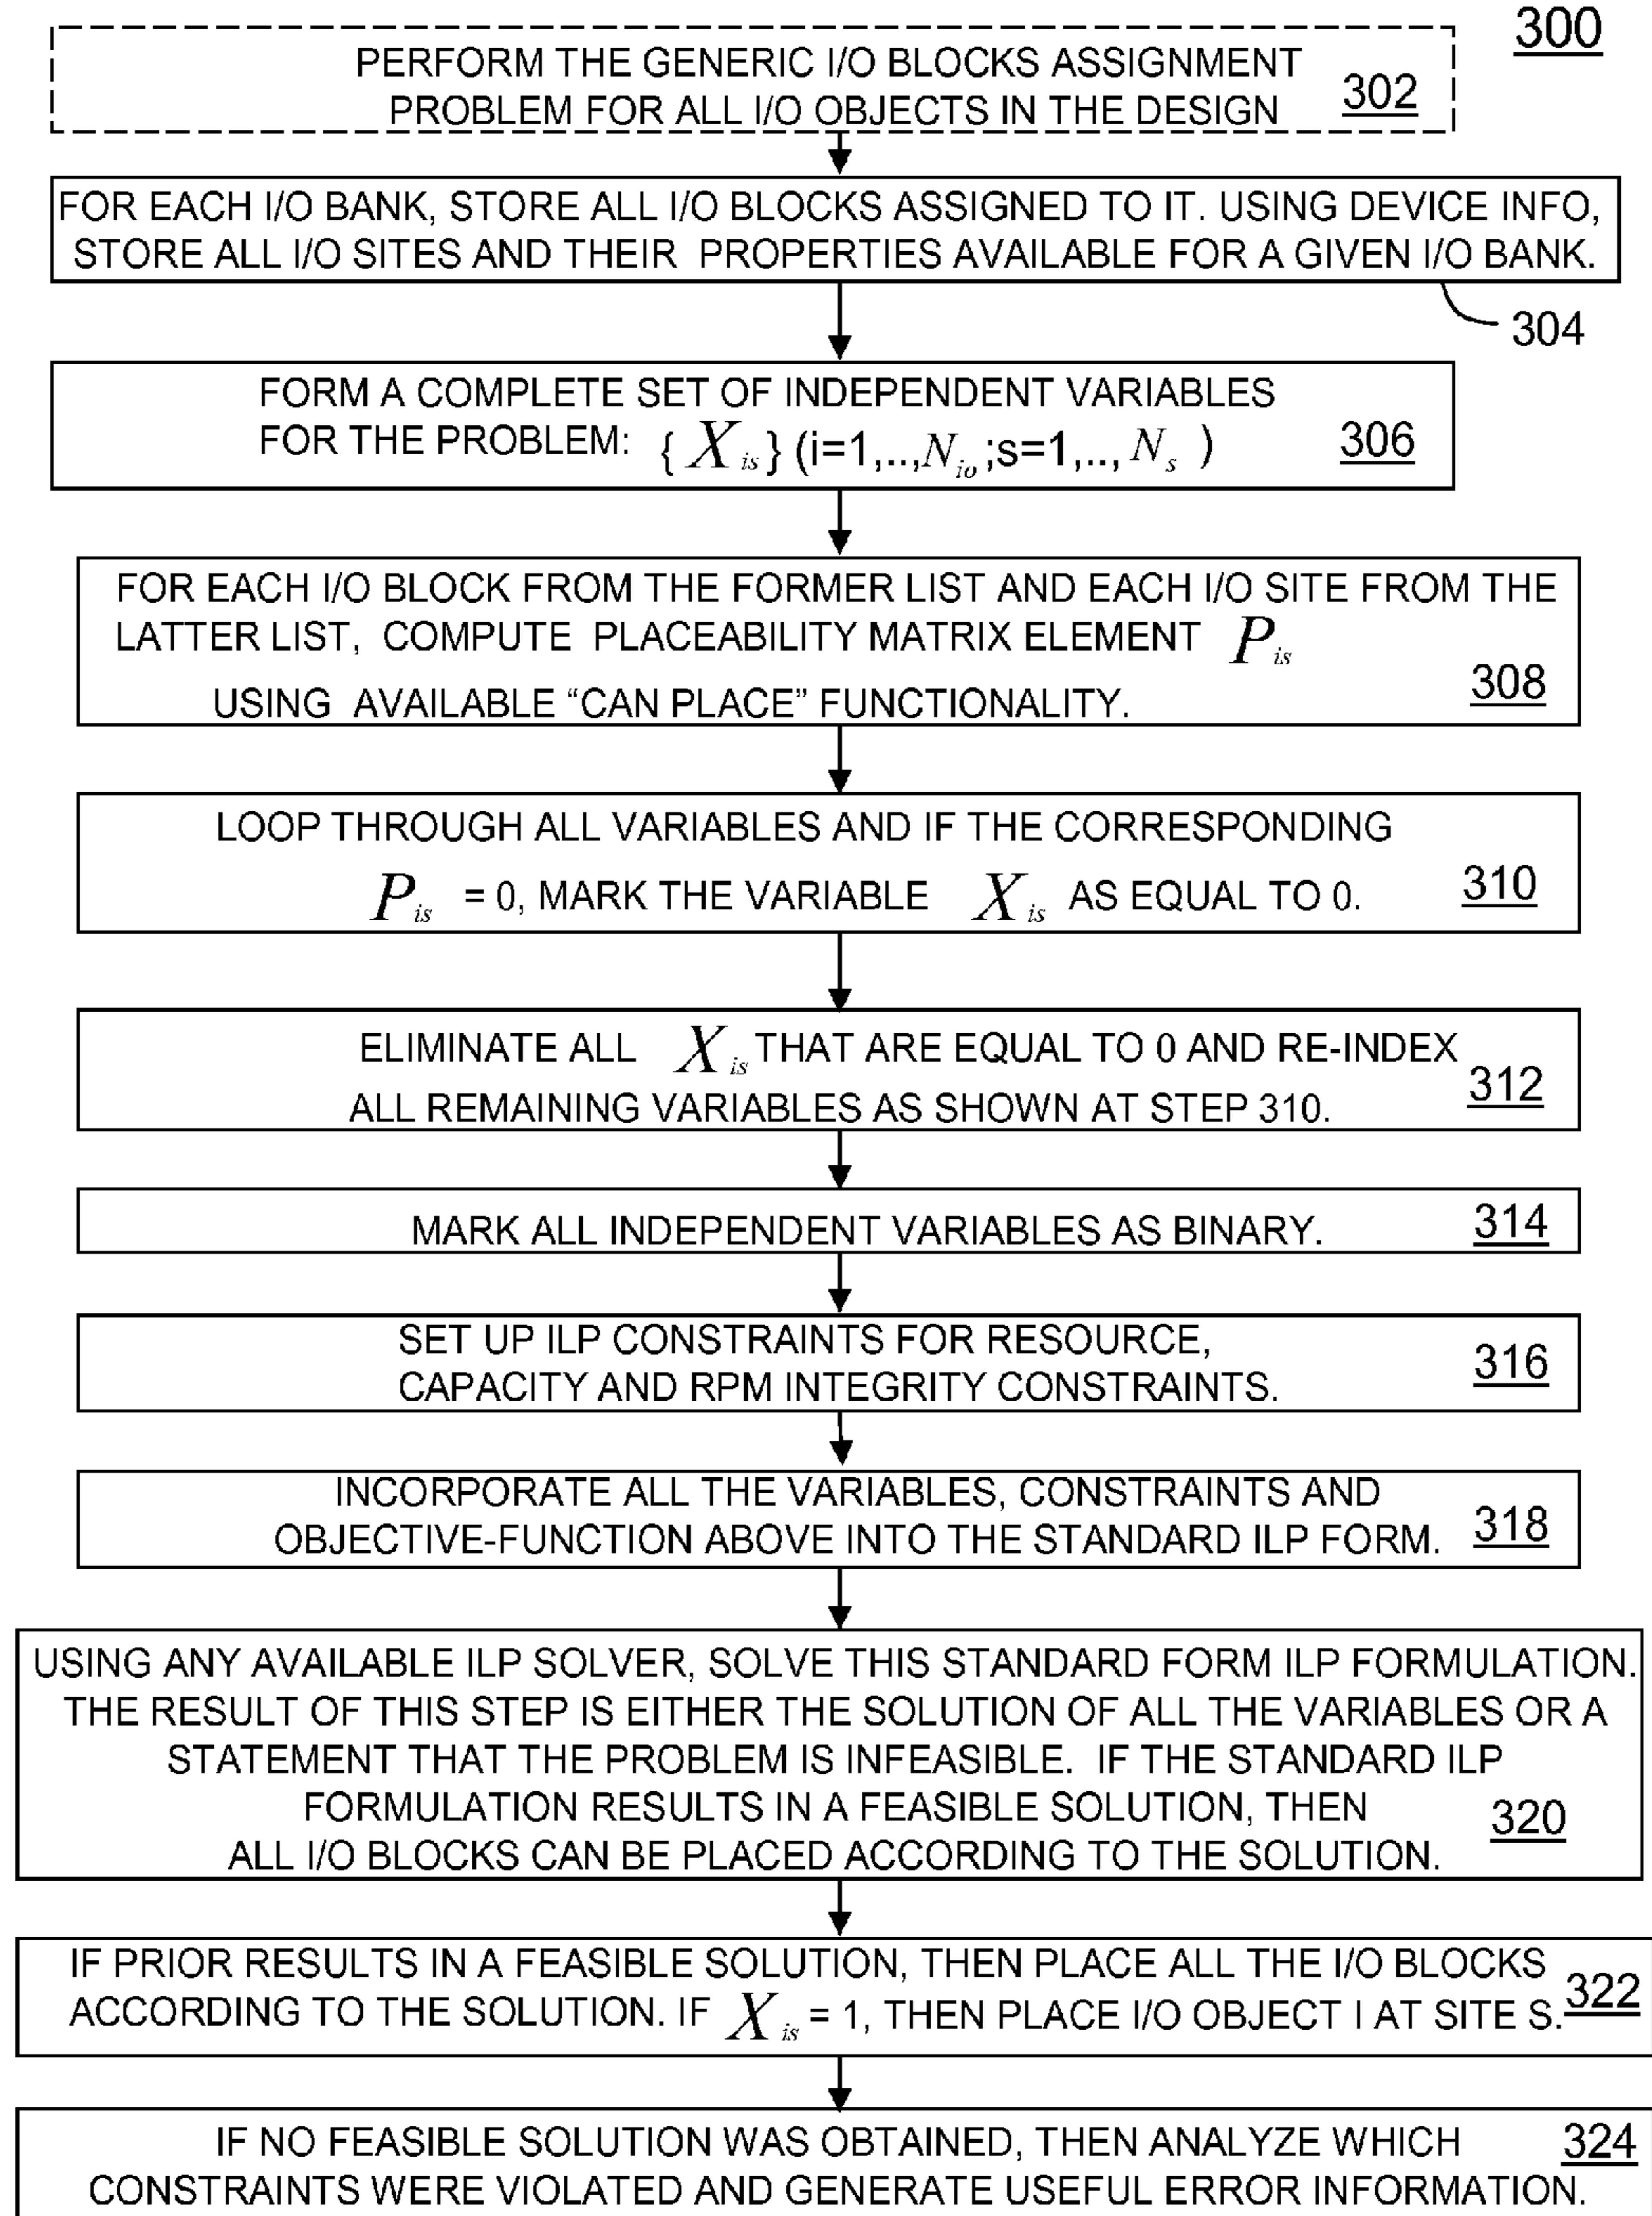 300
PERFORM THE GENERIC I/O BLOCKS ASSIGNMENT
PROBLEM FOR ALL I/O OBJECTS IN THE DESIGN 302
FOR EACH I/O BANK, STORE ALL I/O BLOCKS ASSIGNED TO IT. USING DEVICE INFO,
STORE ALL I/O SITES AND THEIR PROPERTIES AVAILABLE FOR A GIVEN I/O BANK.
304
FORM A COMPLETE SET OF INDEPENDENT VARIABLES
FOR THE PROBLEM: { X_is } (i=1,..,N_io ;s=1,.., N_s ) 306
FOR EACH I/O BLOCK FROM THE FORMER LIST AND EACH I/O SITE FROM THE
LATTER LIST, COMPUTE PLACEABILITY MATRIX ELEMENT P_is
USING AVAILABLE “CAN PLACE” FUNCTIONALITY. 308
LOOP THROUGH ALL VARIABLES AND IF THE CORRESPONDING
P_is = 0, MARK THE VARIABLE X_is AS EQUAL TO 0. 310
ELIMINATE ALL X_is THAT ARE EQUAL TO 0 AND RE-INDEX
ALL REMAINING VARIABLES AS SHOWN AT STEP 310. 312
MARK ALL INDEPENDENT VARIABLES AS BINARY. 314
SET UP ILP CONSTRAINTS FOR RESOURCE,
CAPACITY AND RPM INTEGRITY CONSTRAINTS. 316
INCORPORATE ALL THE VARIABLES, CONSTRAINTS AND
OBJECTIVE-FUNCTION ABOVE INTO THE STANDARD ILP FORM. 318
USING ANY AVAILABLE ILP SOLVER, SOLVE THIS STANDARD FORM ILP FORMULATION.
THE RESULT OF THIS STEP IS EITHER THE SOLUTION OF ALL THE VARIABLES OR A
STATEMENT THAT THE PROBLEM IS INFEASIBLE. IF THE STANDARD ILP
FORMULATION RESULTS IN A FEASIBLE SOLUTION, THEN
ALL I/O BLOCKS CAN BE PLACED ACCORDING TO THE SOLUTION. 320
IF PRIOR RESULTS IN A FEASIBLE SOLUTION, THEN PLACE ALL THE I/O BLOCKS
ACCORDING TO THE SOLUTION. IF X_is = 1, THEN PLACE I/O OBJECT I AT SITE S. 322
IF NO FEASIBLE SOLUTION WAS OBTAINED, THEN ANALYZE WHICH 324
CONSTRAINTS WERE VIOLATED AND GENERATE USEFUL ERROR INFORMATION.